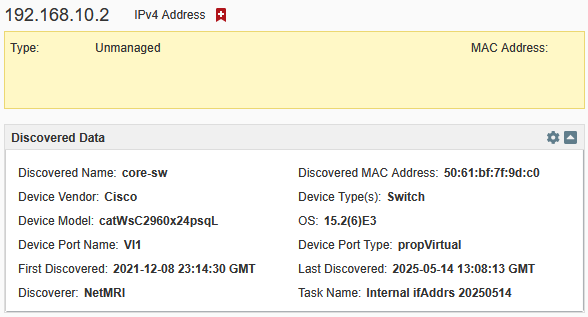 192.168.10.2 IPv4 Address
Type: Unmanaged MAC Address:
Discovered Data
Discovered Name: core-sw Discovered MAC Address: 50:61:bf:7f:9d:c0
Device Vendor: Cisco Device Type(s): Switch
Device Model: catWsC2960x24psqL OS: 15.2(6)E3
Device Port Name: Vl1 Device Port Type: propVirtual
First Discovered: 2021-12-08 23:14:30 GMT Last Discovered: 2025-05-14 13:08:13 GMT
Discoverer: NetMRI Task Name: Internal ifAddrs 20250514